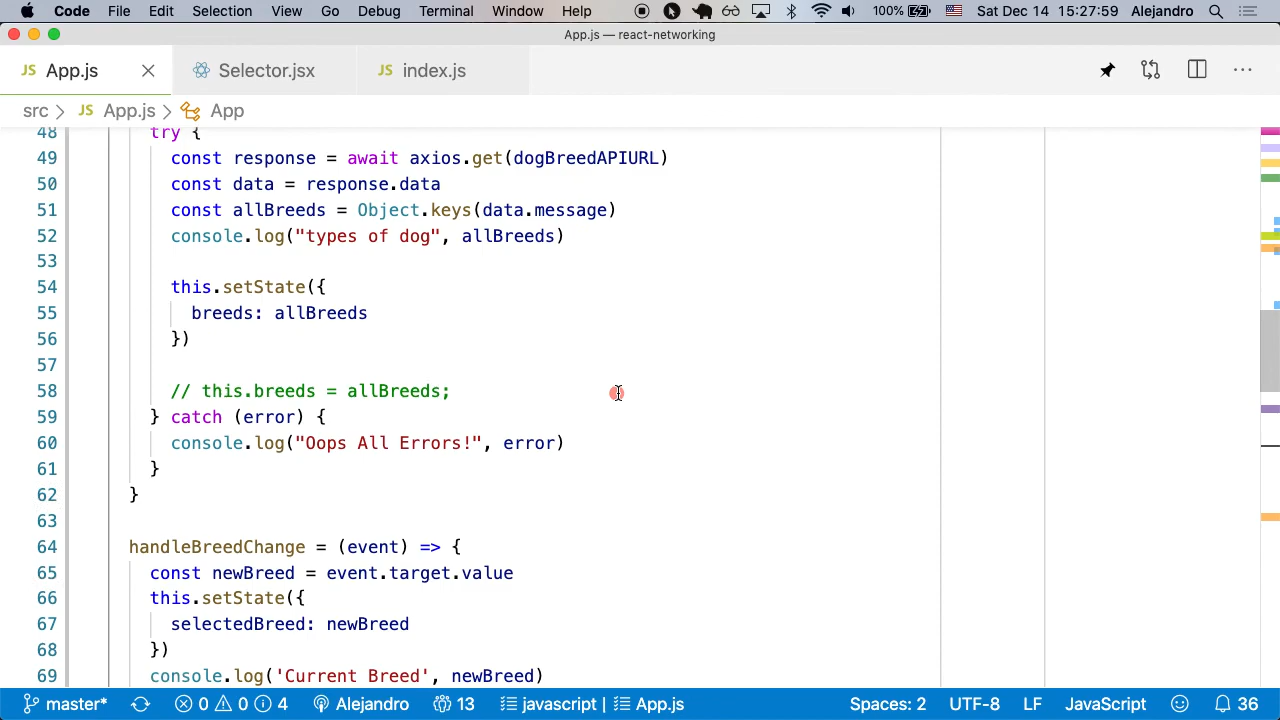 Code File Edit Selection View Go Debug Terminal Window Help 100% Sat Dec 14 15:27:59 Alejandro
App.js — react-networking
JS App.js Selector.jsx JS index.js
src > JS App.js > App
48 try {
49 const response = await axios.get(dogBreedAPIURL)
50 const data = response.data
51 const allBreeds = Object.keys(data.message)
52 console.log("types of dog", allBreeds)
53
54 this.setState({
55 breeds: allBreeds
56 })
57
58 // this.breeds = allBreeds;
59 } catch (error) {
60 console.log("Oops All Errors!", error)
61 }
62 }
63
64 handleBreedChange = (event) => {
65 const newBreed = event.target.value
66 this.setState({
67 selectedBreed: newBreed
68 })
69 console.log('Current Breed', newBreed)
master* 0 0 4 Alejandro 13 javascript | App.js Spaces: 2 UTF-8 LF JavaScript 36